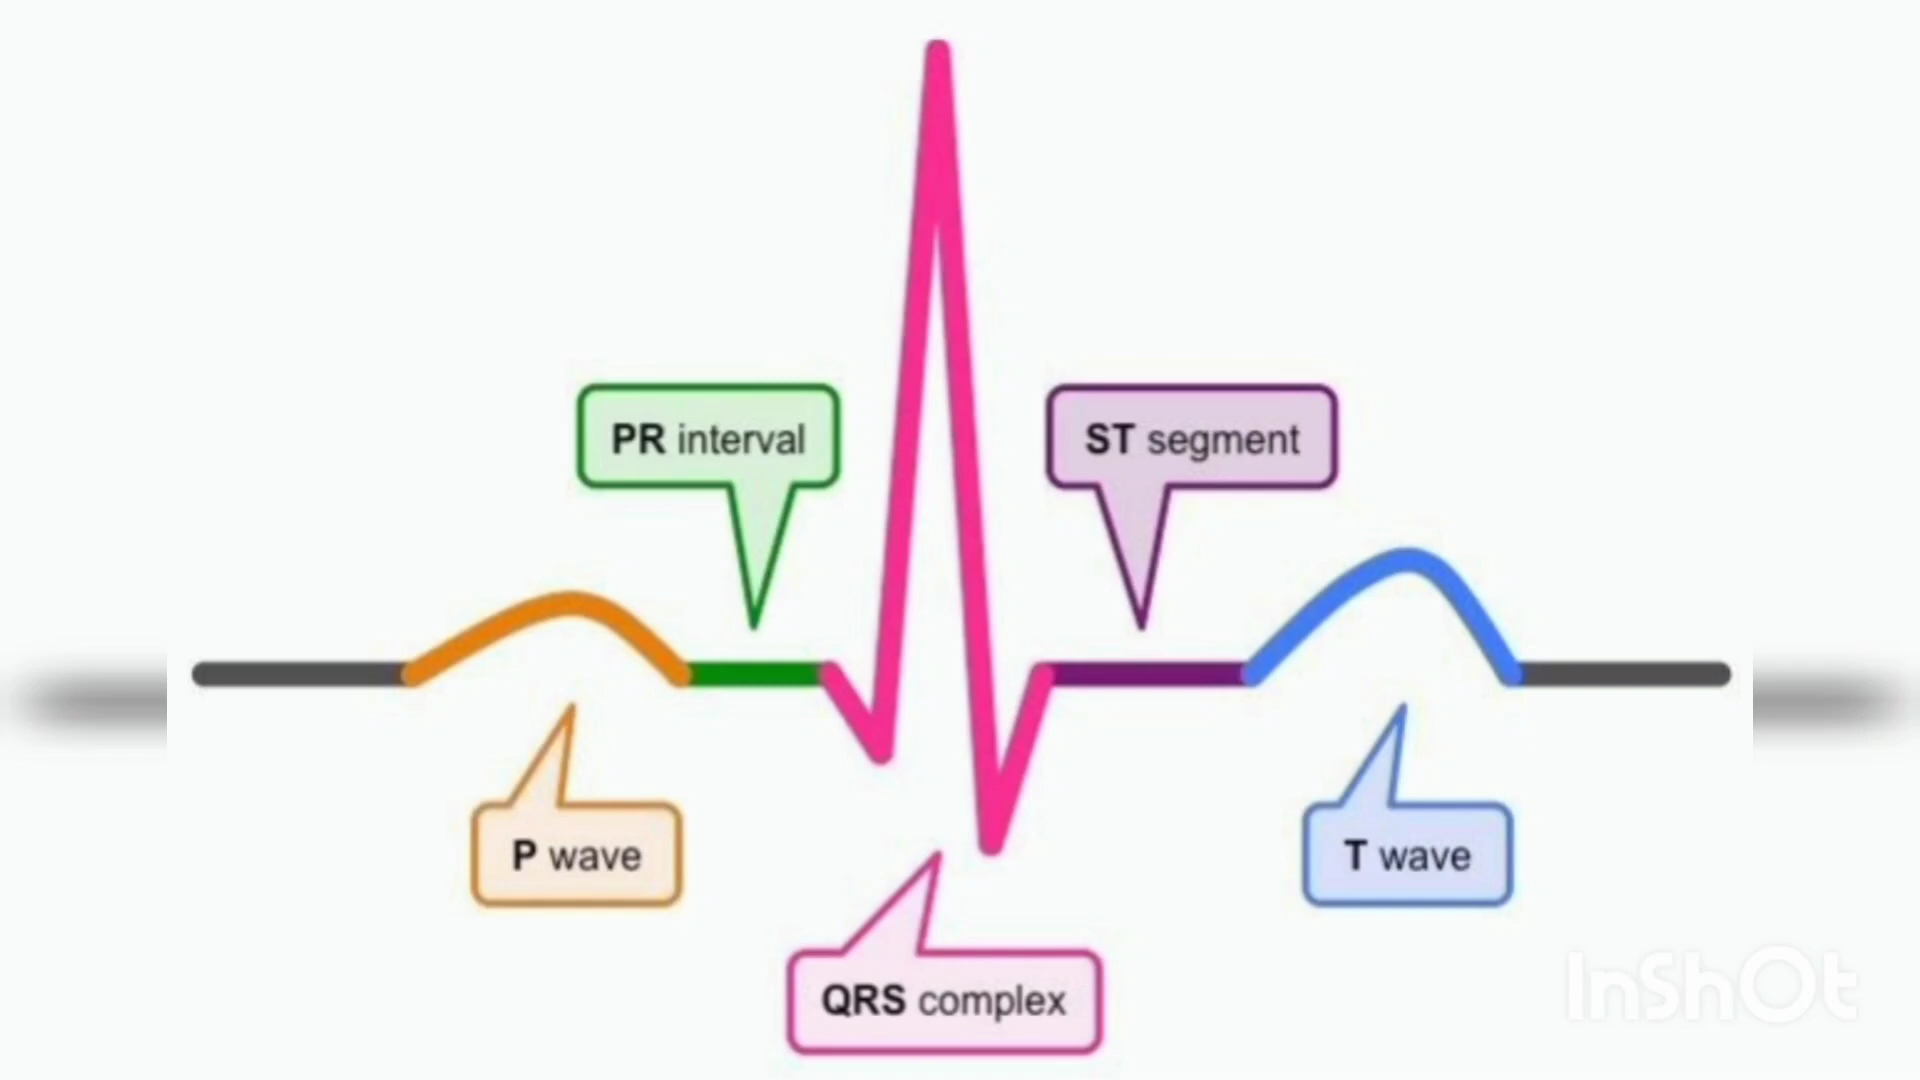 PR interval
ST segment
P wave
T wave
QRS complex
InShOt